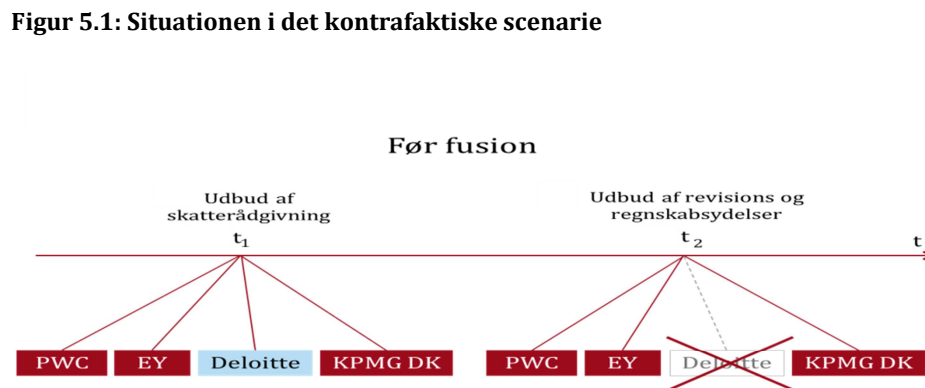 Figur 5.1: Situationen i det kontrafaktiske scenarie
Før fusion
Udbud af
skatterådgivning
t1
Udbud af revisions og
regnskabsydelser
t2
t
PWC
EY
Deloitte
KPMG DK
PWC
EY
Deloitte
KPMG DK